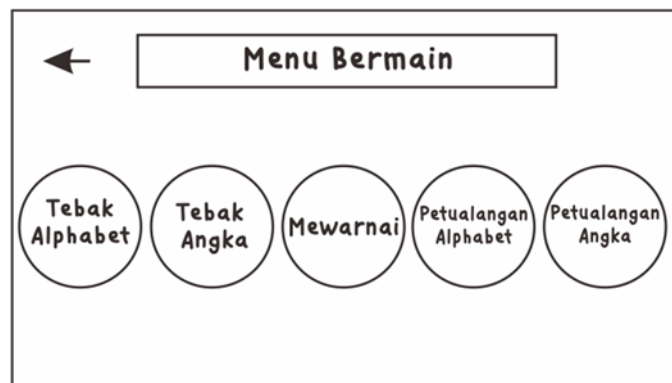 Menu Bermain
Tebak
Alphabet
Tebak
Angka
Mewarnai
Petualangan
Alphabet
Petualangan
Angka